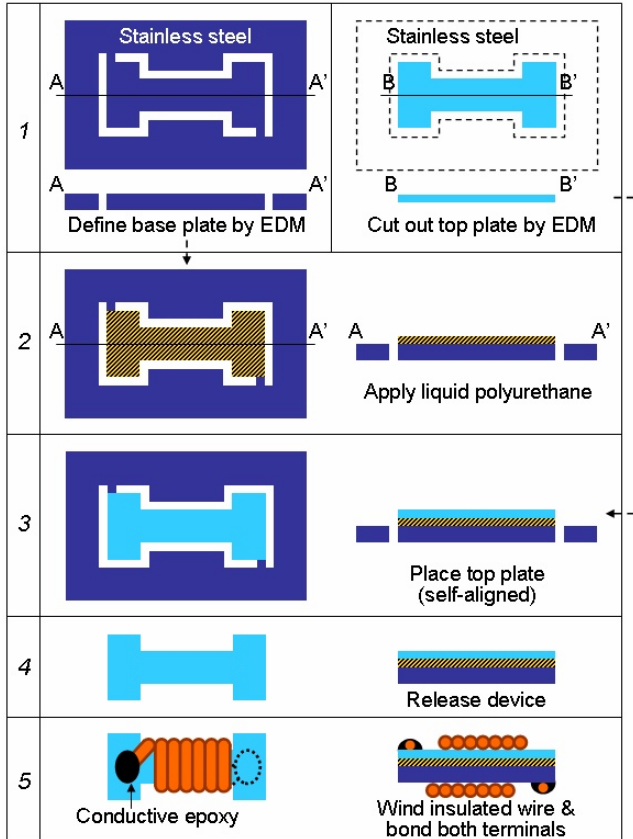 1
Stainless steel
A A’
A A’
Define base plate by EDM
Stainless steel
B B’
B B’
Cut out top plate by EDM
2
A A’
A A’
Apply liquid polyurethane
3
Place top plate
(self-aligned)
4
Release device
5
Conductive epoxy
Wind insulated wire &
bond both terminals